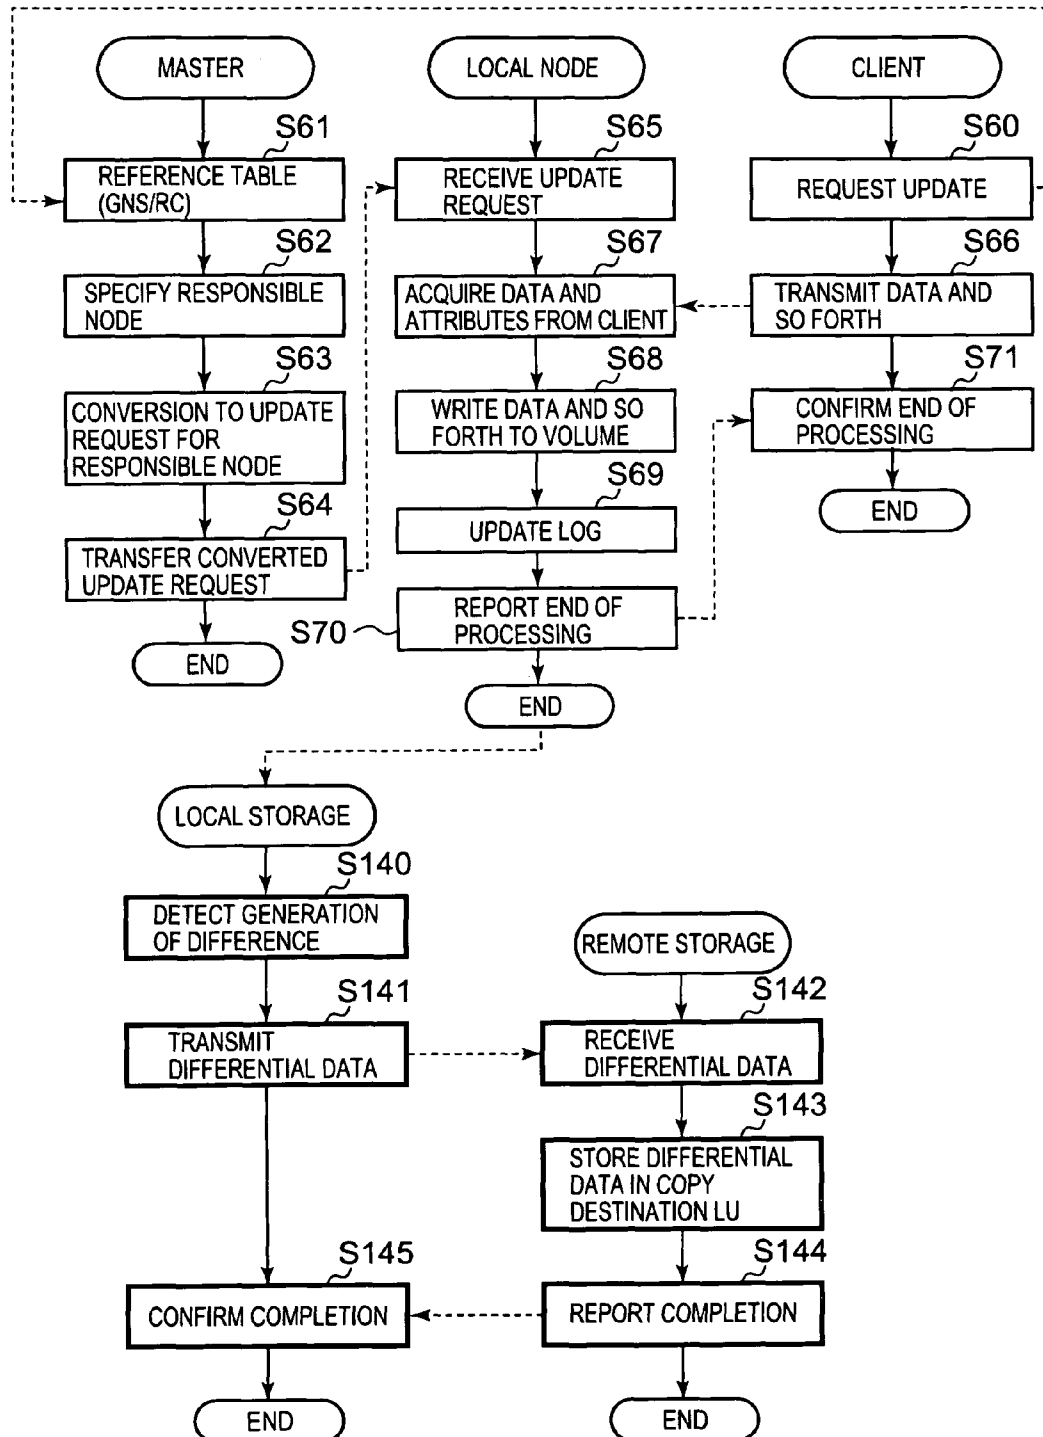 MASTER
S61
REFERENCE TABLE
(GNS/RC)
S62
SPECIFY RESPONSIBLE
NODE
S63
CONVERSION TO UPDATE
REQUEST FOR
RESPONSIBLE NODE
S64
TRANSFER CONVERTED
UPDATE REQUEST
END
LOCAL NODE
S65
RECEIVE UPDATE
REQUEST
S67
ACQUIRE DATA AND
ATTRIBUTES FROM CLIENT
S68
WRITE DATA AND SO
FORTH TO VOLUME
S69
UPDATE LOG
S70
REPORT END OF
PROCESSING
END
CLIENT
S60
REQUEST UPDATE
S66
TRANSMIT DATA AND
SO FORTH
S71
CONFIRM END OF
PROCESSING
END
LOCAL STORAGE
S140
DETECT GENERATION
OF DIFFERENCE
S141
TRANSMIT
DIFFERENTIAL DATA
S145
CONFIRM COMPLETION
END
REMOTE STORAGE
S142
RECEIVE
DIFFERENTIAL DATA
S143
STORE DIFFERENTIAL
DATA IN COPY
DESTINATION LU
S144
REPORT COMPLETION
END